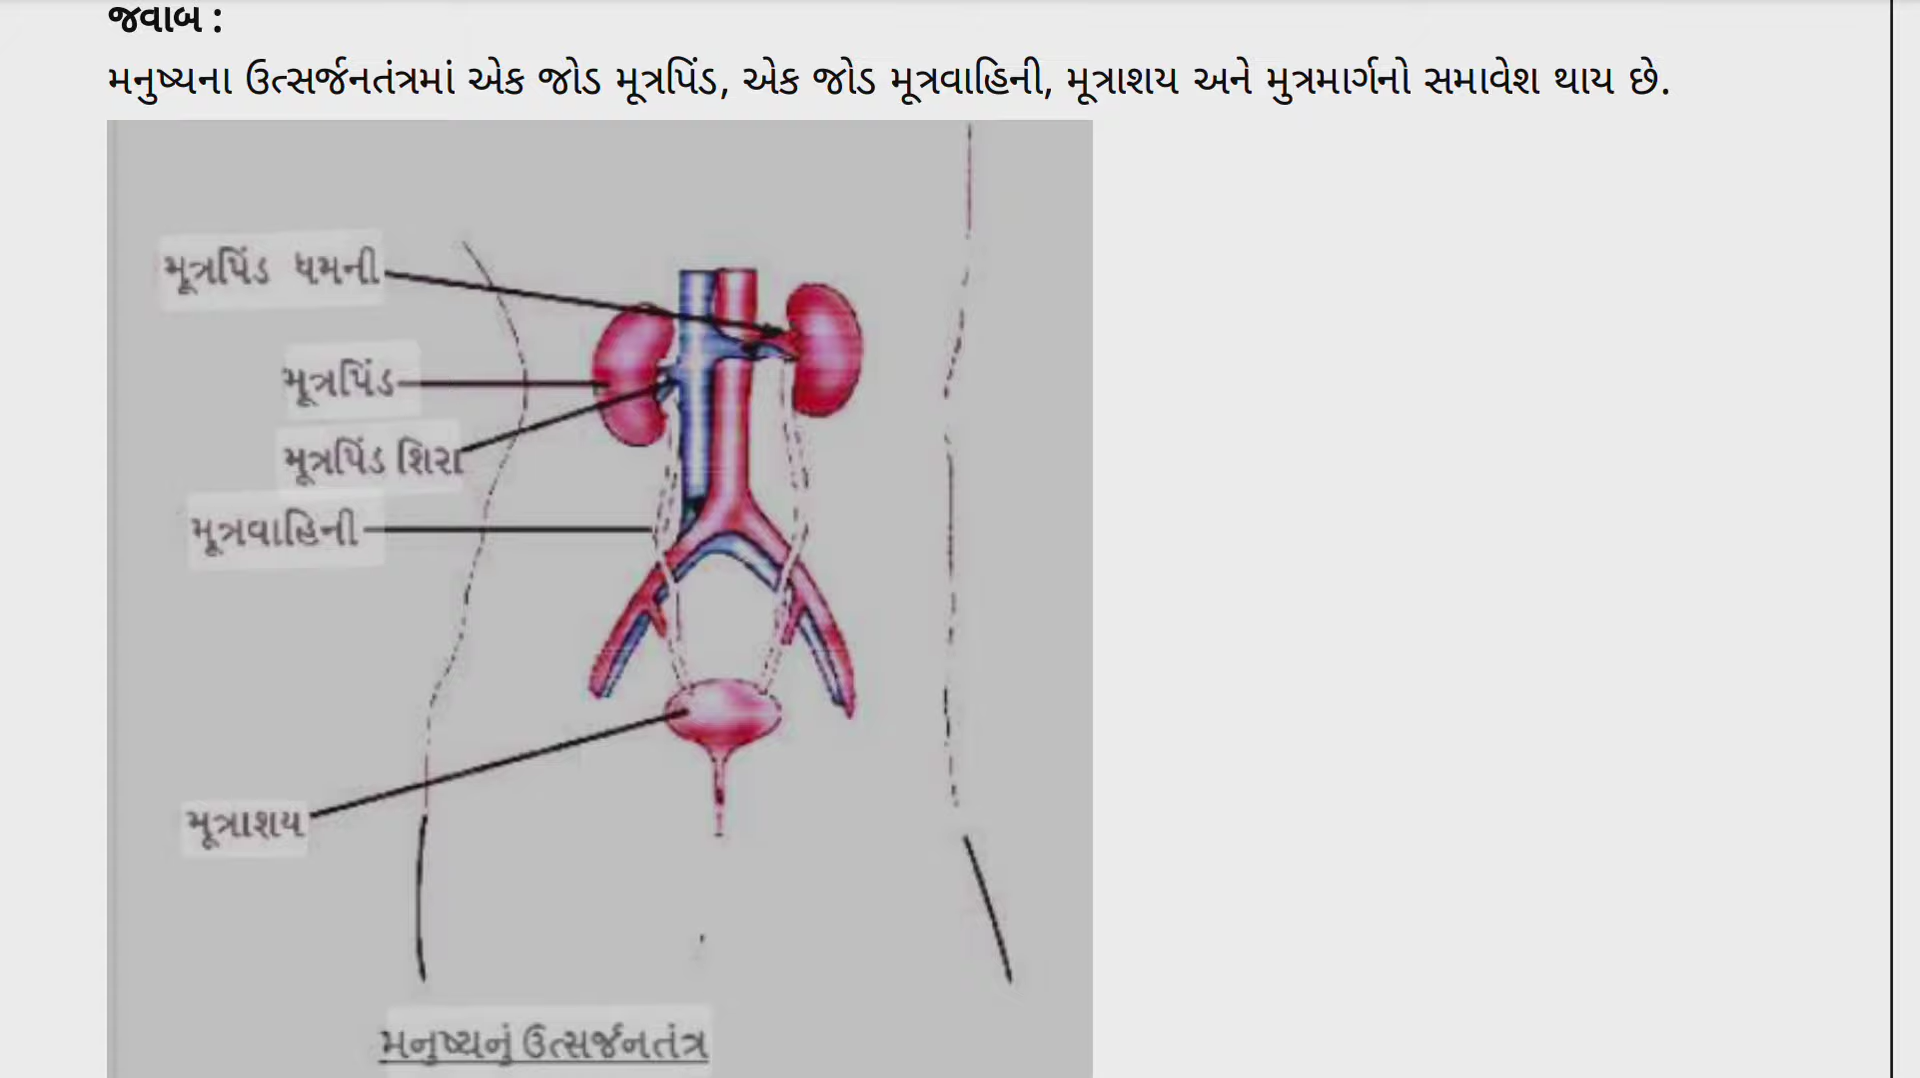 જવાબ :
મનુષ્યના ઉત્સર્જનતંત્રમાં એક જોડ મૂત્રપિંડ, એક જોડ મૂત્રવાહિની, મૂત્રાશય અને મુત્રમાર્ગનો સમાવેશ થાય છે.
મૂત્રપિંડ ધમની
મૂત્રપિંડ
મૂત્રપિંડ શિરા
મૂત્રવાહિની
મૂત્રાશય
મનુષ્યનું ઉત્સર્જનતંત્ર